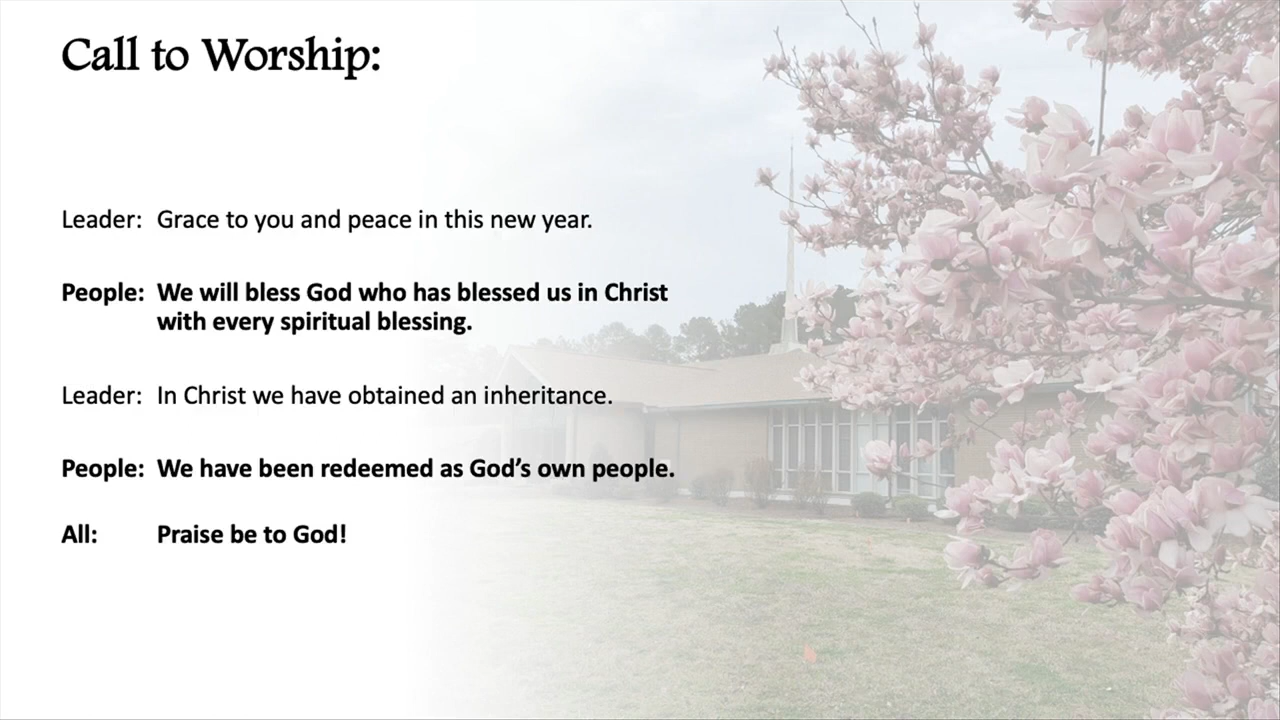 Call to Worship:
Leader: Grace to you and peace in this new year.
People: We will bless God who has blessed us in Christ
with every spiritual blessing.
Leader: In Christ we have obtained an inheritance.
People: We have been redeemed as God’s own people.
All: Praise be to God!